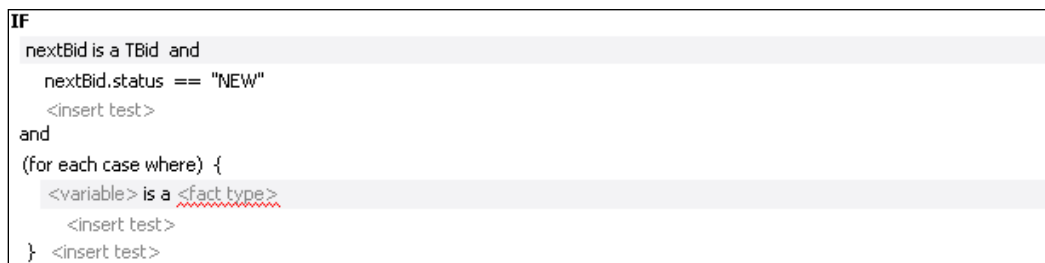 IF
nextBid is a TBid and
nextBid.status == "NEW"
<insert test>
and
(for each case where) {
<variable> is a <fact type>
<insert test>
} <insert test>